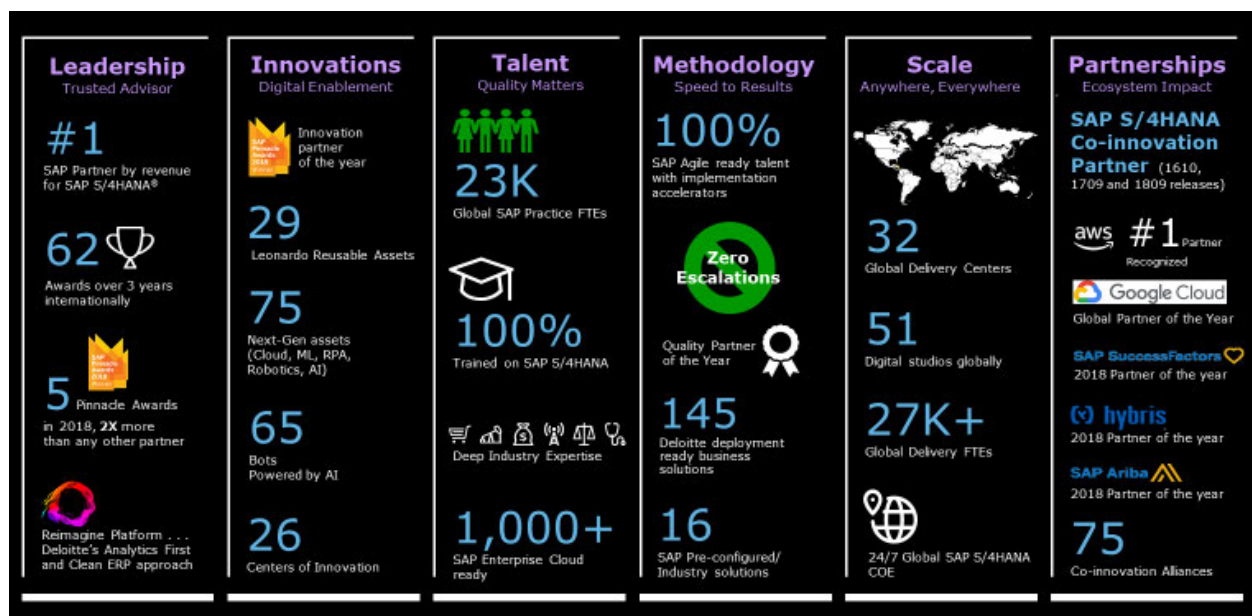 Leadership
Trusted Advisor
#1
SAP Partner by revenue
for SAP S/4HANA®
62
Awards over 3 years
internationally
SAP
Pinnacle
Awards
2018
5 Pinnacle Awards
in 2018, 2X more
than any other partner
Reimagine Platform . . .
Deloitte's Analytics First
and Clean ERP approach
Innovations
Digital Enablement
SAP
Pinnacle
Awards
2018
Innovation
partner
of the year
29
Leonardo Reusable Assets
75
Next-Gen assets
(Cloud, ML, RPA,
Robotics, AI)
65
Bots
Powered by AI
26
Centers of Innovation
Talent
Quality Matters
23K
Global SAP Practice FTEs
100%
Trained on SAP S/4HANA
Deep Industry Expertise
1,000+
SAP Enterprise Cloud
ready
Methodology
Speed to Results
100%
SAP Agile ready talent
with implementation
accelerators
Zero
Escalations
Quality Partner
of the Year
145
Deloitte deployment
ready business
solutions
16
SAP Pre-configured/
Industry solutions
Scale
Anywhere, Everywhere
32
Global Delivery Centers
51
Digital studios globally
27K+
Global Delivery FTEs
24/7 Global SAP S/4HANA
COE
Partnerships
Ecosystem Impact
SAP S/4HANA
Co-innovation
Partner (1610,
1709 and 1809 releases)
aws #1 Partner
Recognized
Google Cloud
Global Partner of the Year
SAP SuccessFactors
2018 Partner of the year
(y) hybris
2018 Partner of the year
SAP Ariba
2018 Partner of the year
75
Co-innovation Alliances